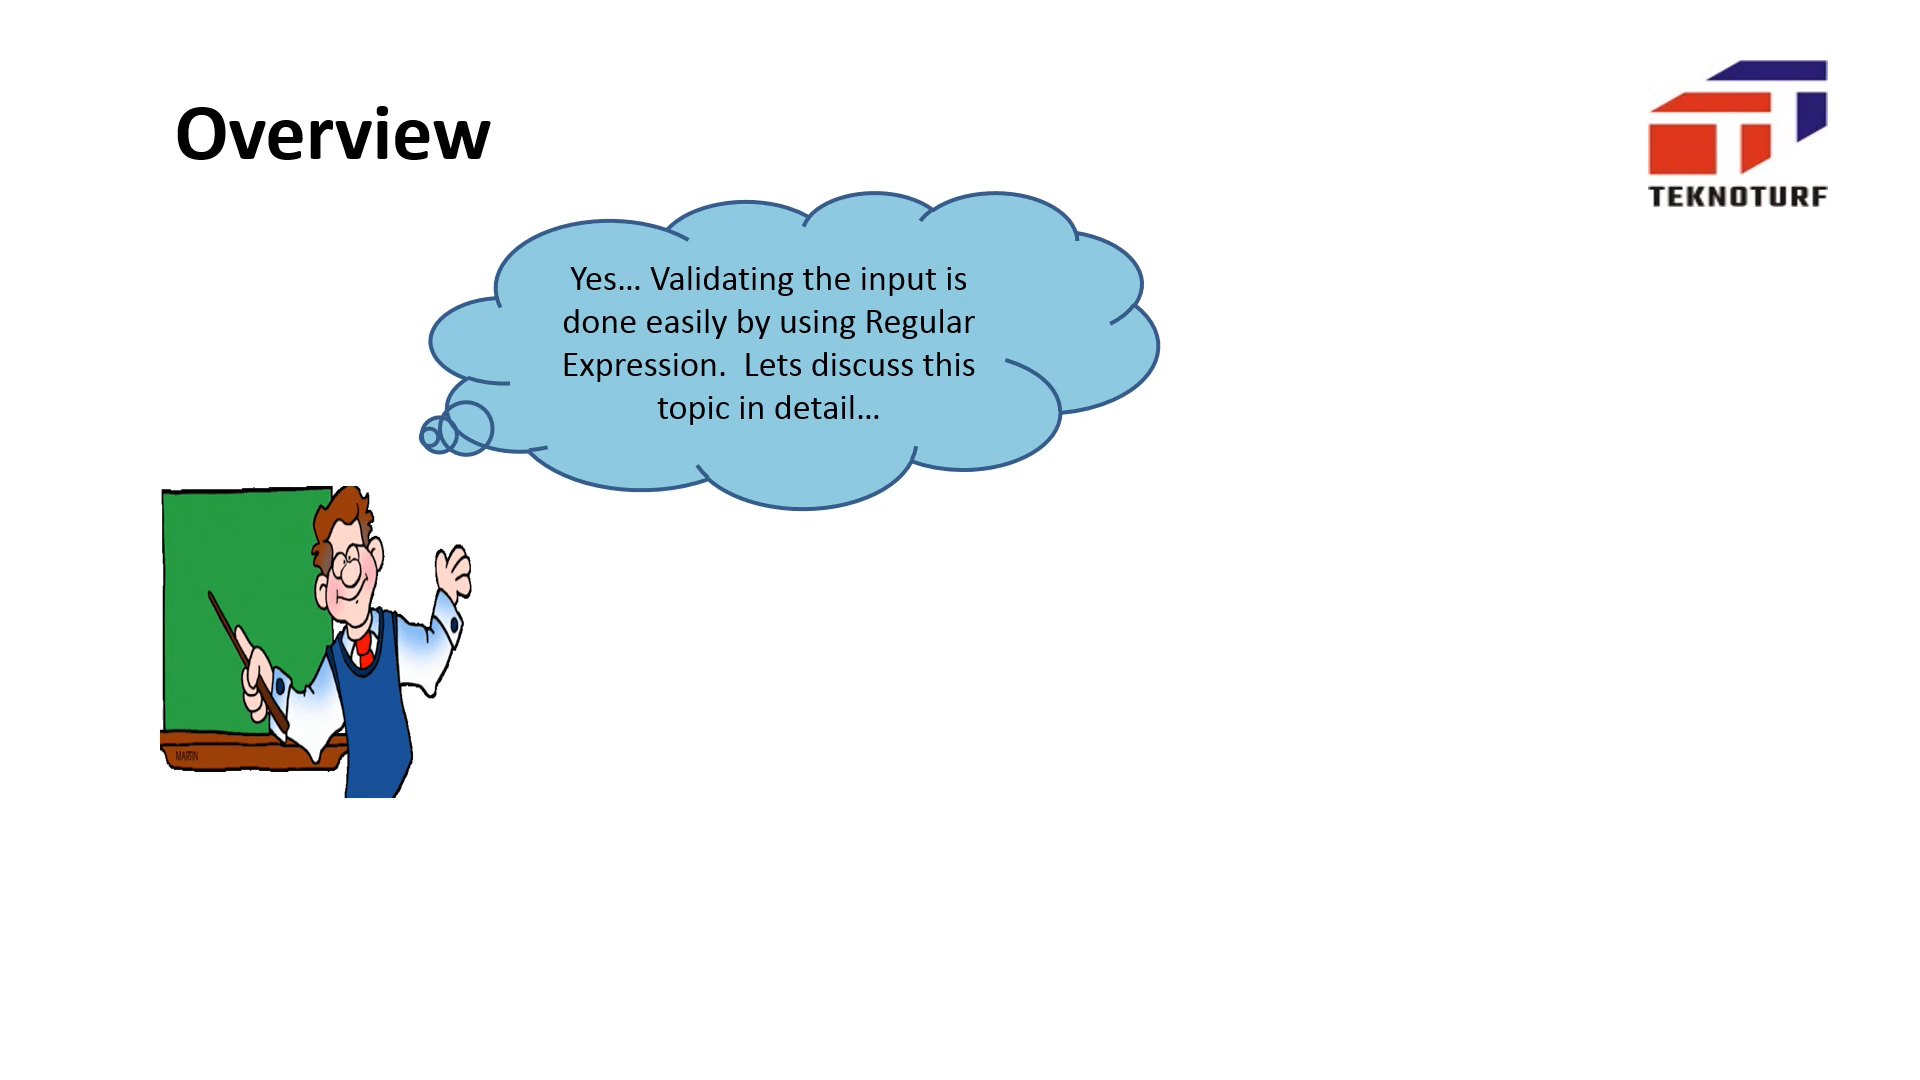 Overview
TEKNOTURF
Yes... Validating the input is
done easily by using Regular
Expression.  Lets discuss this
topic in detail...
MARTIN